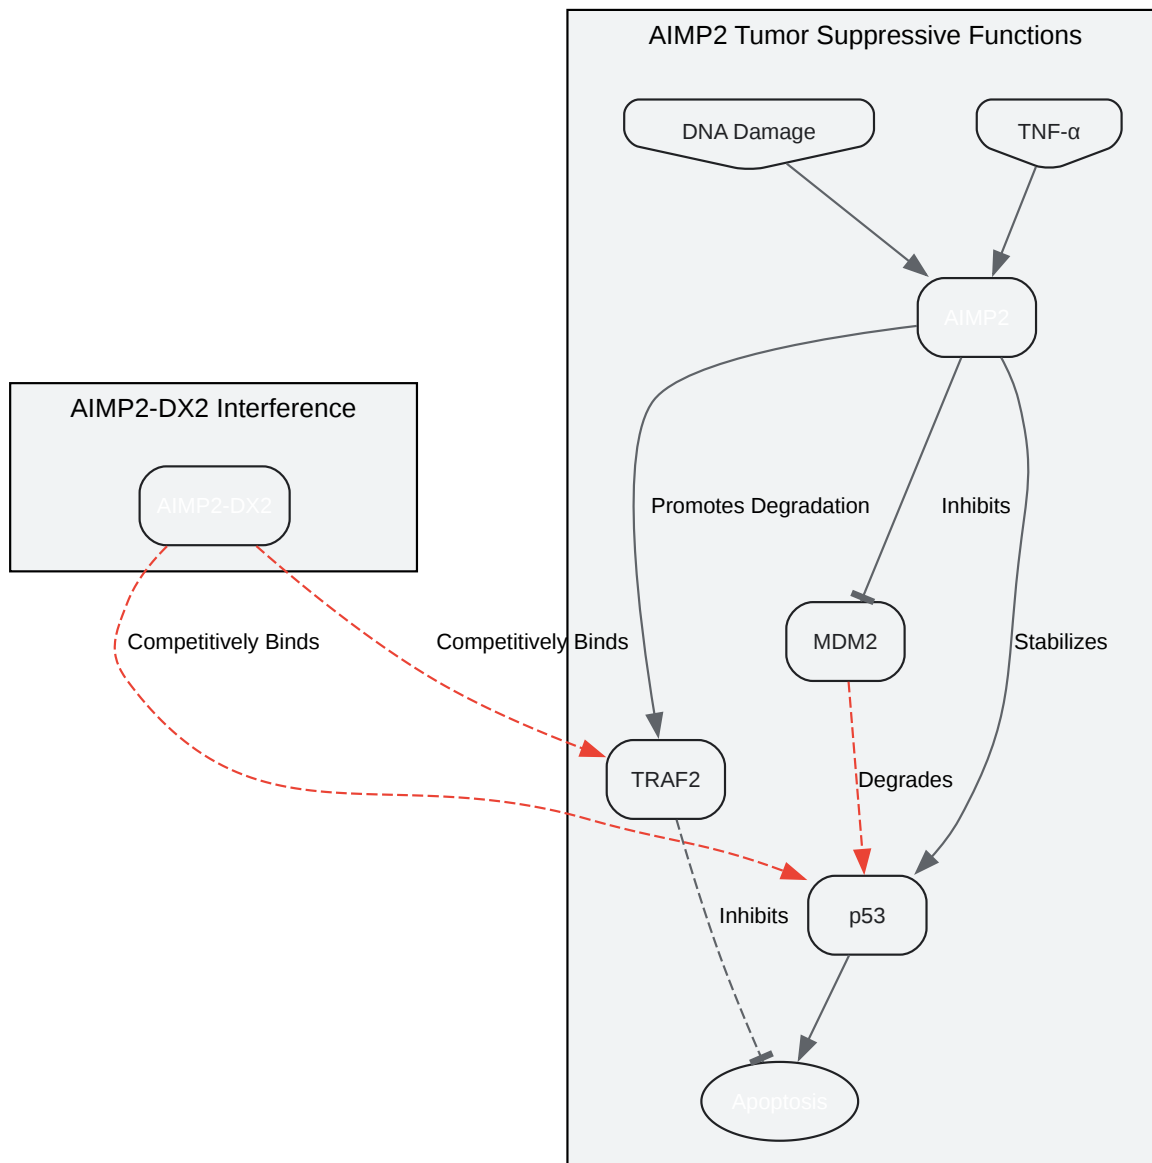 AIMP2 Tumor Suppressive Functions
DNA Damage
TNF-α
AIMP2
AIMP2-DX2 Interference
AIMP2-DX2
Promotes Degradation
Inhibits
Competitively Binds
Competitively Binds
MDM2
Stabilizes
TRAF2
Degrades
Inhibits
p53
Apoptosis